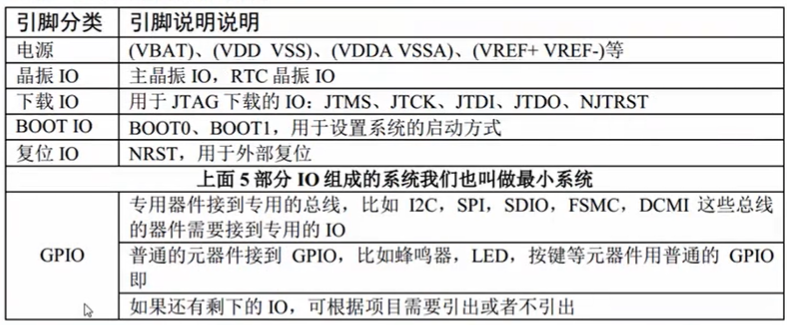 引脚分类 引脚说明说明
电源 (VBAT)、(VDD VSS)、(VDDA VSSA)、(VREF+ VREF-)等
晶振 IO 主晶振 IO，RTC 晶振 IO
下载 IO 用于 JTAG 下载的 IO：JTMS、JTCK、JTDI、JTDO、NJTRST
BOOT IO BOOT0、BOOT1，用于设置系统的启动方式
复位 IO NRST，用于外部复位
上面 5 部分 IO 组成的系统我们也叫做最小系统
GPIO
专用器件接到专用的总线，比如 I2C，SPI，SDIO，FSMC，DCMI 这些总线
的器件需要接到专用的 IO
普通的元器件接到 GPIO，比如蜂鸣器，LED，按键等元器件用普通的 GPIO
即
如果还有剩下的 IO，可根据项目需要引出或者不引出